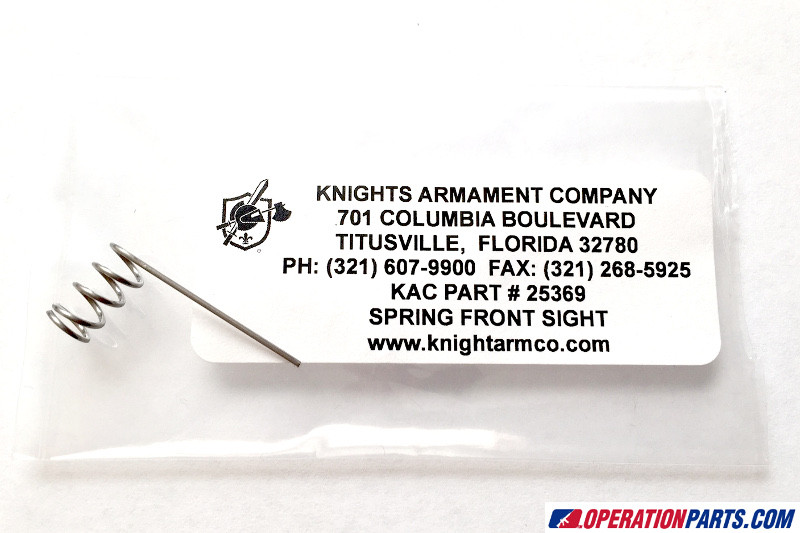 KNIGHTS ARMAMENT COMPANY
701 COLUMBIA BOULEVARD
TITUSVILLE, FLORIDA 32780
PH: (321) 607-9900 FAX: (321) 268-5925
KAC PART # 25369
SPRING FRONT SIGHT
www.knightarmco.com
.OPERATIONPARTS.COM